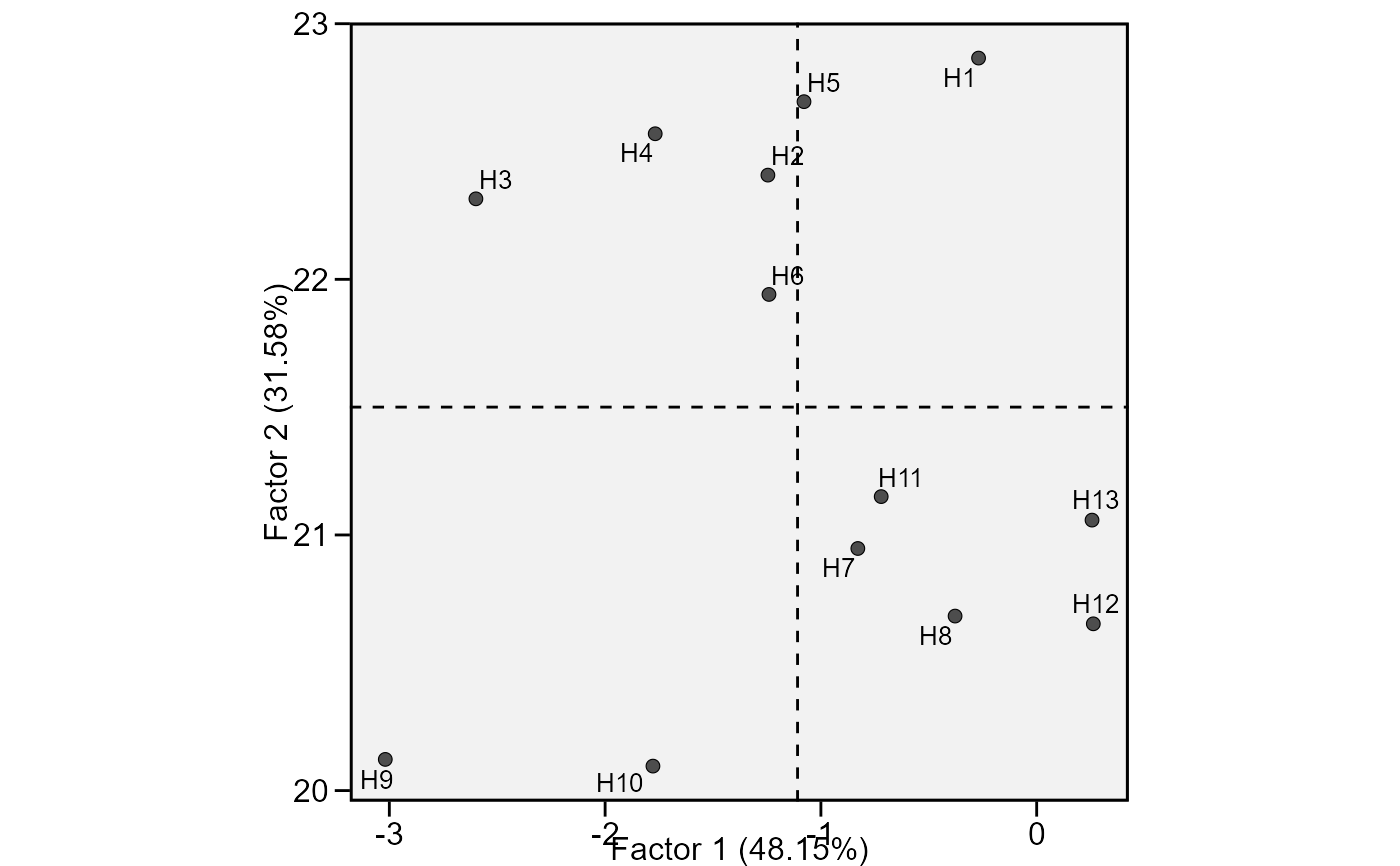 23
H1
H5
H4
H2
H3
22
H6
Factor 2 (31.58%)
H11
H13
21
H7
H12
H8
H9
H10
20
-3
-2
-1
0
Factor 1 (48.15%)